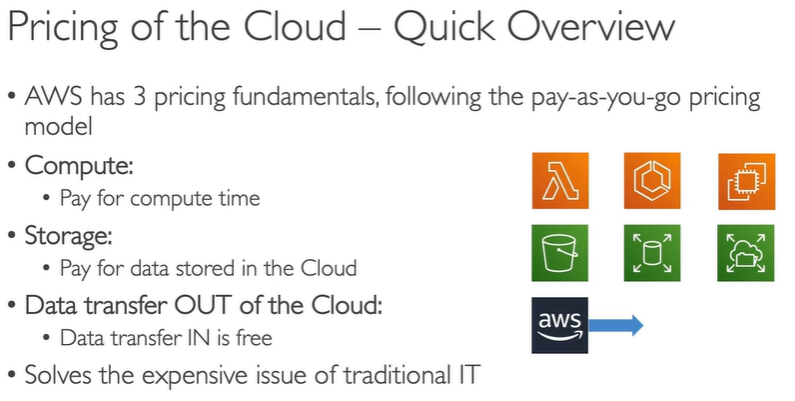 Pricing of the Cloud – Quick Overview
• AWS has 3 pricing fundamentals, following the pay-as-you-go pricing
model
• Compute:
• Pay for compute time
• Storage:
• Pay for data stored in the Cloud
• Data transfer OUT of the Cloud:
• Data transfer IN is free
aws
• Solves the expensive issue of traditional IT